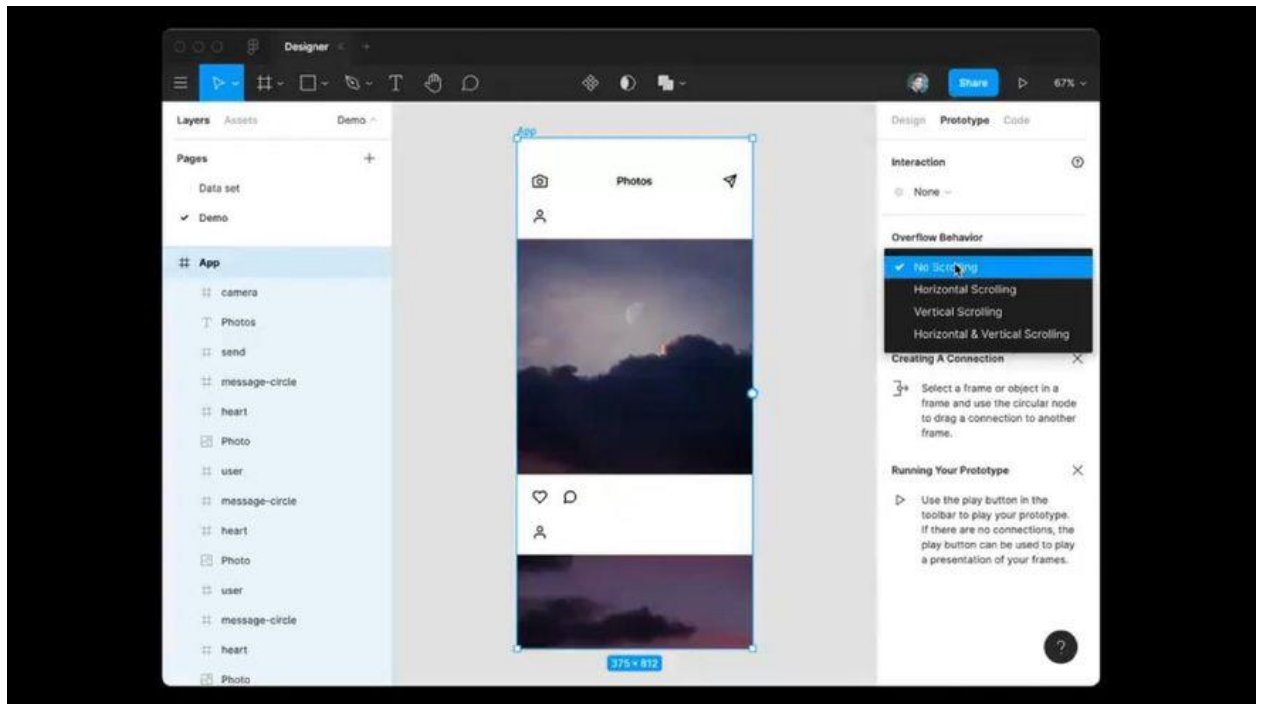 Designer
Share
67%
Layers Assets Demo
Pages
Data set
Demo
App
camera
Photos
send
message-circle
heart
Photo
user
message-circle
heart
Photo
user
message-circle
heart
Photo
App
Photos
375 × 812
Design Prototype Code
Interaction
None
Overflow Behavior
No Scrolling
Horizontal Scrolling
Vertical Scrolling
Horizontal & Vertical Scrolling
Creating A Connection
Select a frame or object in a
frame and use the circular node
to drag a connection to another
frame.
Running Your Prototype
Use the play button in the
toolbar to play your prototype.
If there are no connections, the
play button can be used to play
a presentation of your frames.
?